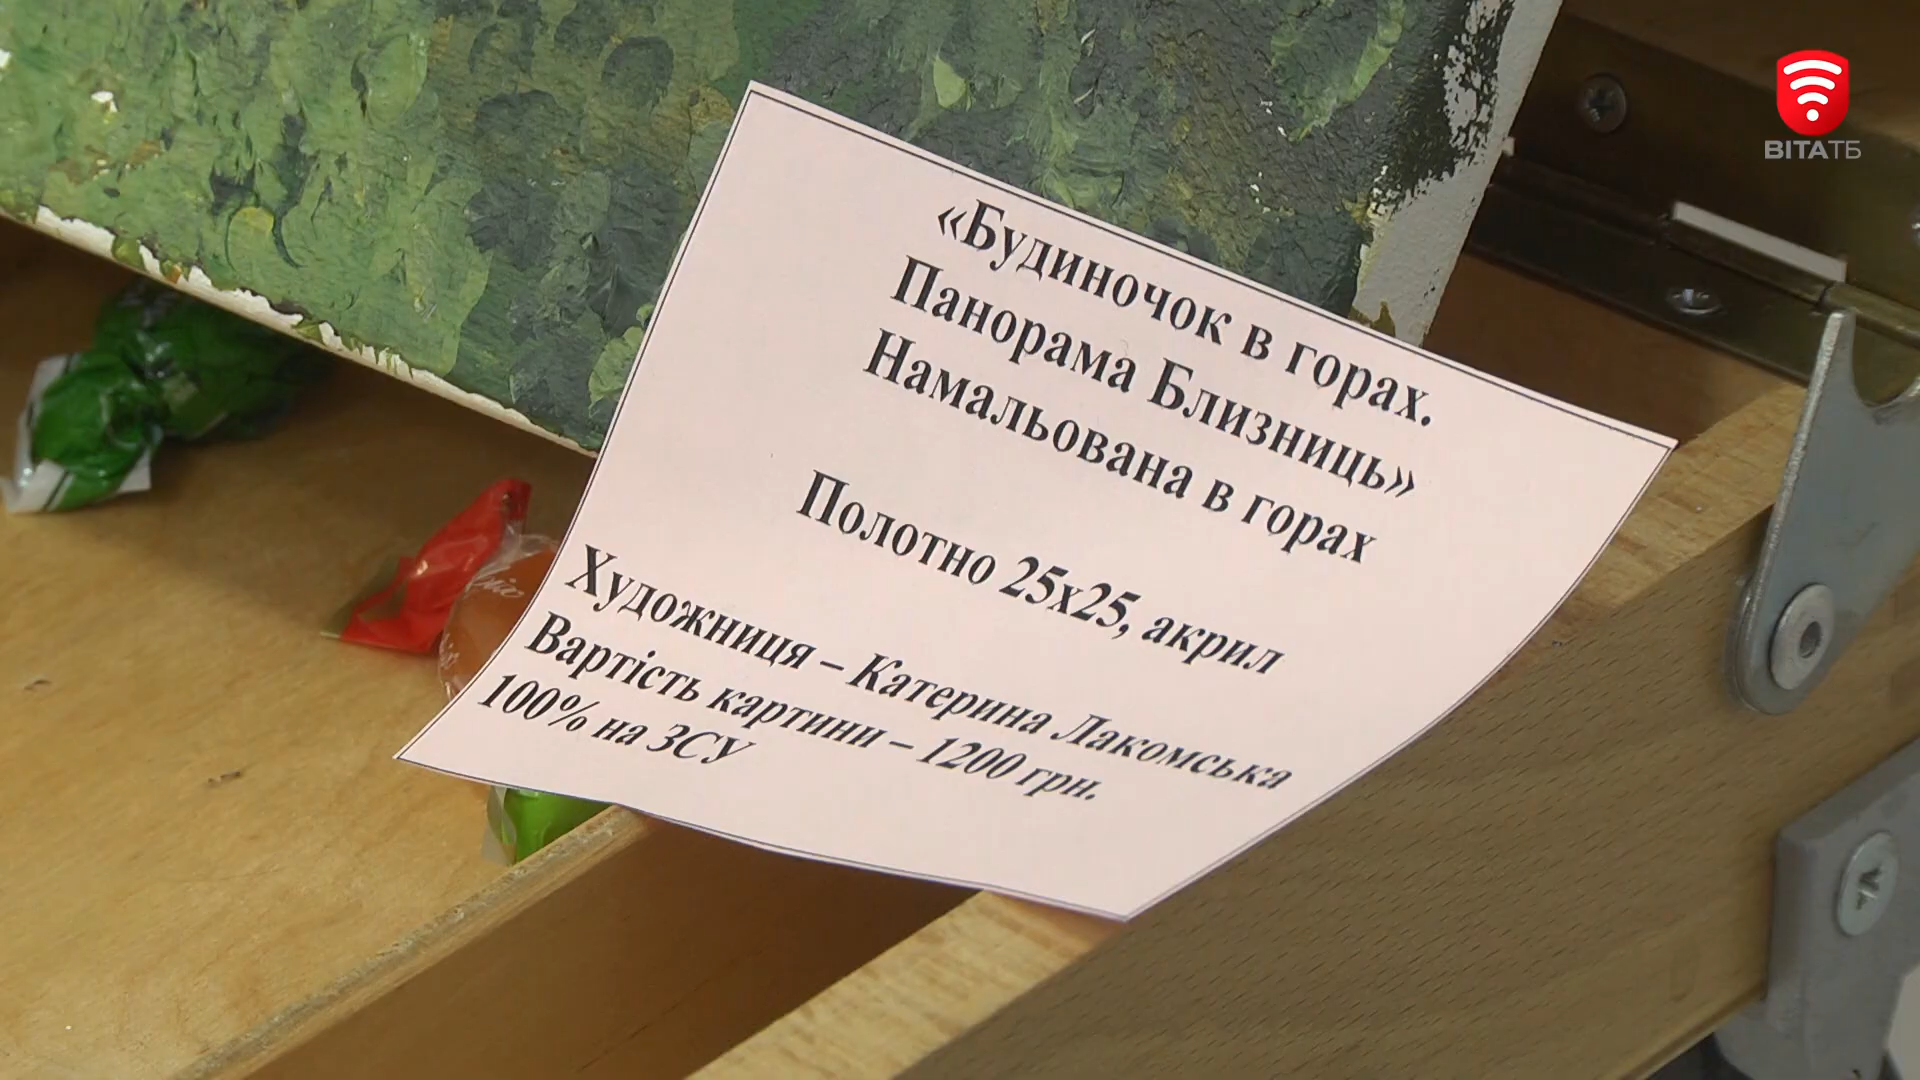 ВІТАТБ
«Будиночок в горах.
Панорама Близниць»
Намальована в горах
Полотно 25х25, акрил
Художниця – Катерина Лакомська
Вартість картини – 1200 грн.
100% на ЗСУ